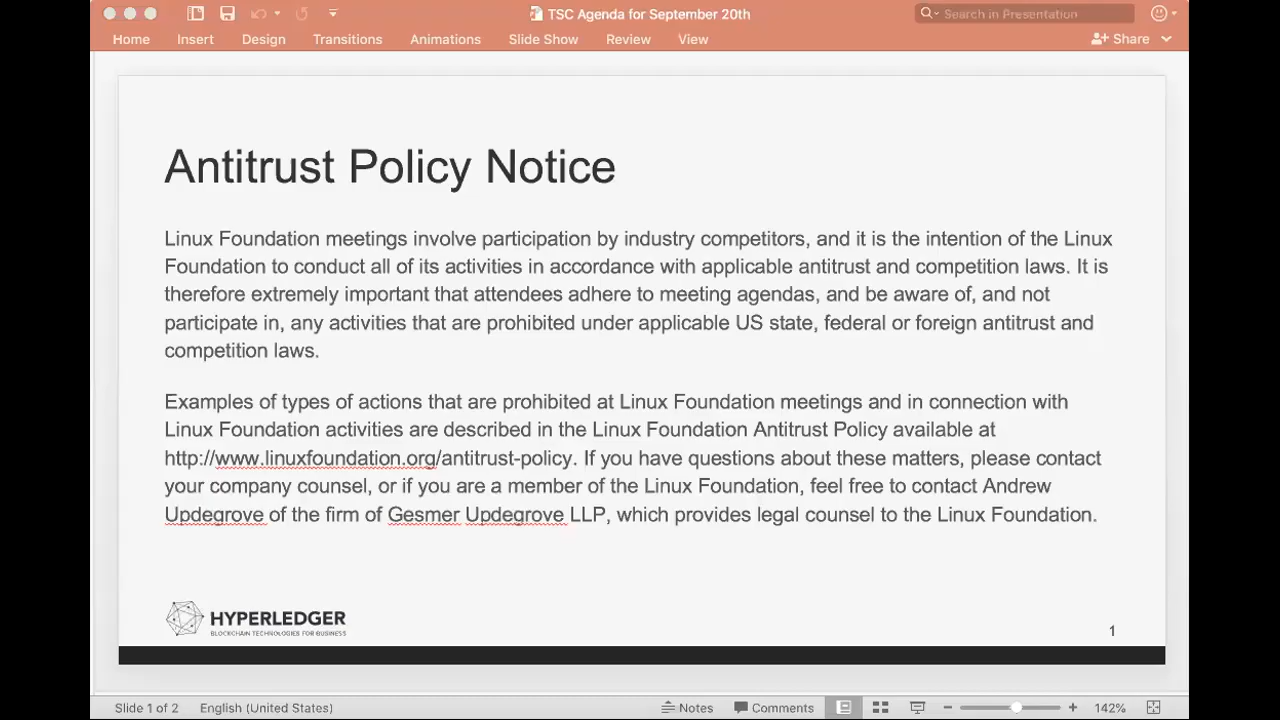 TSC Agenda for September 20th
Search in Presentation
Home Insert Design Transitions Animations Slide Show Review View Share
Antitrust Policy Notice
Linux Foundation meetings involve participation by industry competitors, and it is the intention of the Linux
Foundation to conduct all of its activities in accordance with applicable antitrust and competition laws. It is
therefore extremely important that attendees adhere to meeting agendas, and be aware of, and not
participate in, any activities that are prohibited under applicable US state, federal or foreign antitrust and
competition laws.
Examples of types of actions that are prohibited at Linux Foundation meetings and in connection with
Linux Foundation activities are described in the Linux Foundation Antitrust Policy available at
http://www.linuxfoundation.org/antitrust-policy. If you have questions about these matters, please contact
your company counsel, or if you are a member of the Linux Foundation, feel free to contact Andrew
Updegrove of the firm of Gesmer Updegrove LLP, which provides legal counsel to the Linux Foundation.
HYPERLEDGER
BLOCKCHAIN TECHNOLOGIES FOR BUSINESS
1
Slide 1 of 2 English (United States) Notes Comments 142%